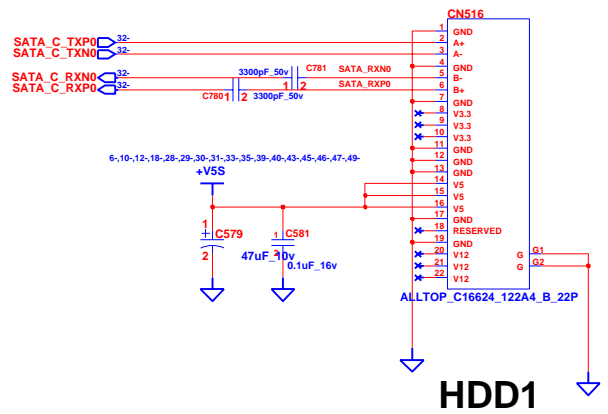 CN516
1 GND
SATA_C_TXP0 32- 2 A+
SATA_C_TXN0 32- 3 A-
4 GND
SATA_C_RXN0 32- 3300pF_50v 1 2 C781 SATA_RXN0 5 B-
SATA_C_RXP0 32- C780 1 2 3300pF_50v SATA_RXP0 6 B+
7 GND
8 V3.3
9 V3.3
10 V3.3
11 GND
12 GND
13 GND
6-,10-,12-,18-,28-,29-,30-,31-,33-,35-,39-,40-,43-,45-,46-,47-,49-
+V5S
14 V5
15 V5
16 V5
17 GND
18 RESERVED
19 GND
20 V12
21 V12
22 V12
G G1
G G2
1 + C579 2
47uF_10v
1 C581 2
0.1uF_16v
ALLTOP_C16624_122A4_B_22P
HDD1